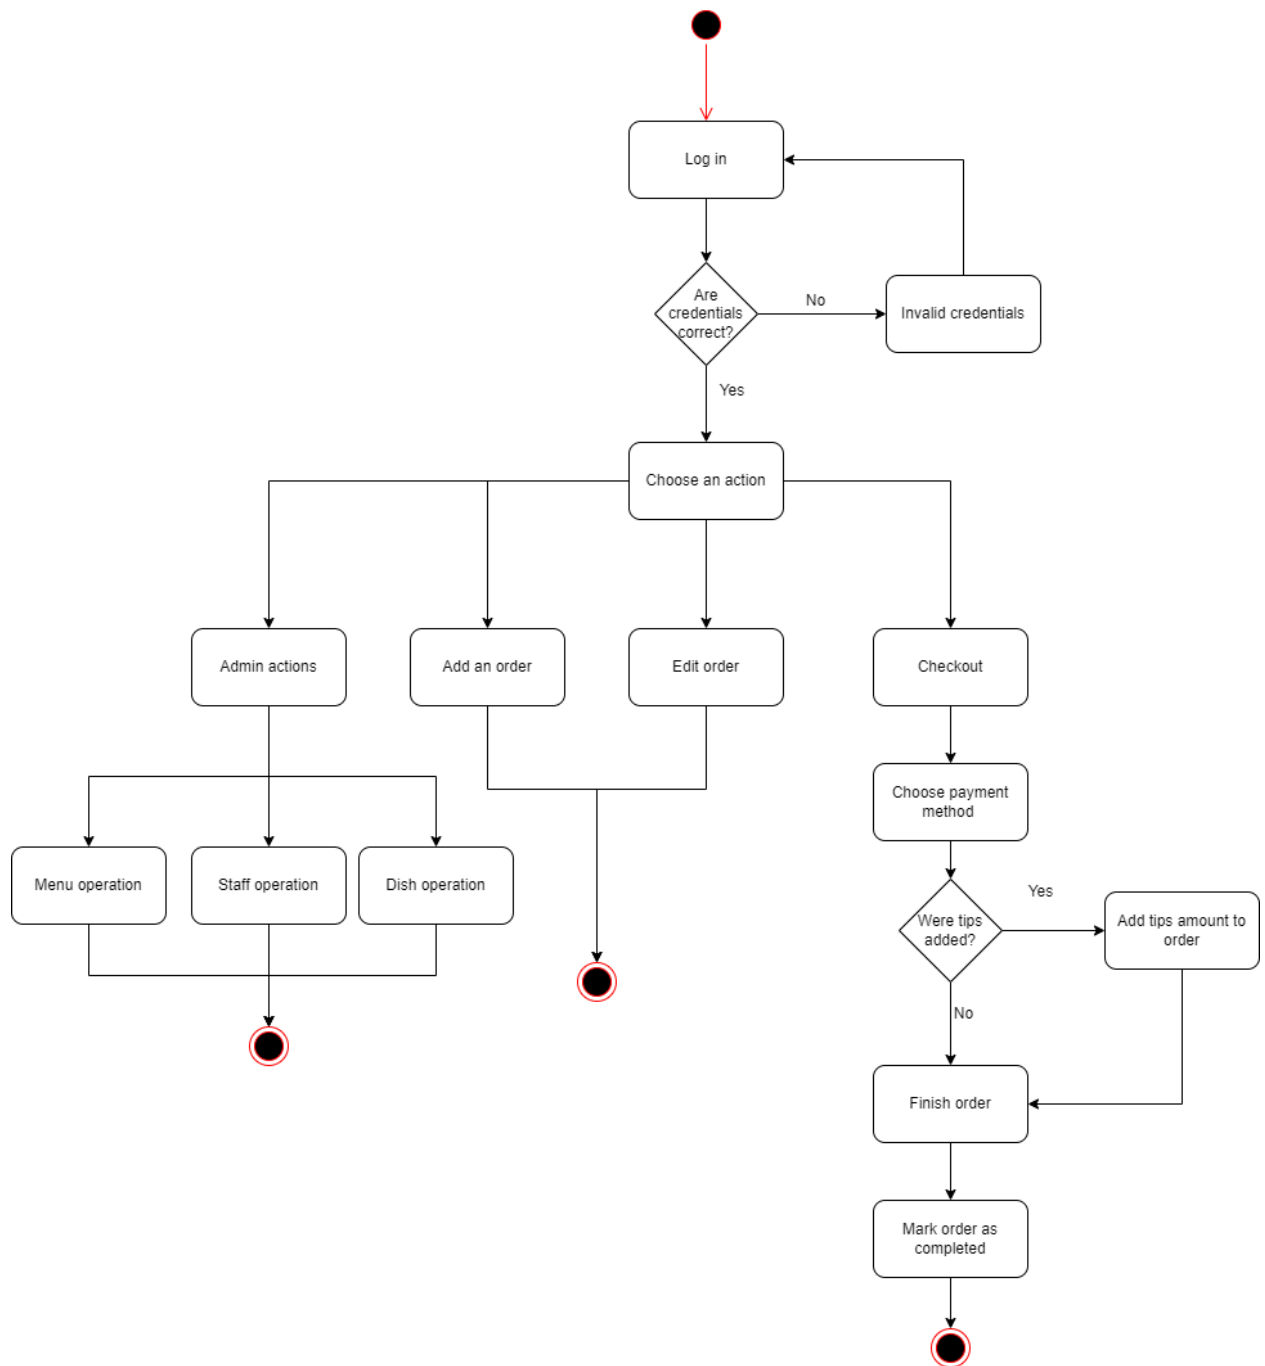 Log in
Are
credentials
correct?
No
Invalid credentials
Yes
Choose an action
Admin actions
Add an order
Edit order
Checkout
Choose payment
method
Menu operation
Staff operation
Dish operation
Were tips
added?
Yes
Add tips amount to
order
No
Finish order
Mark order as
completed